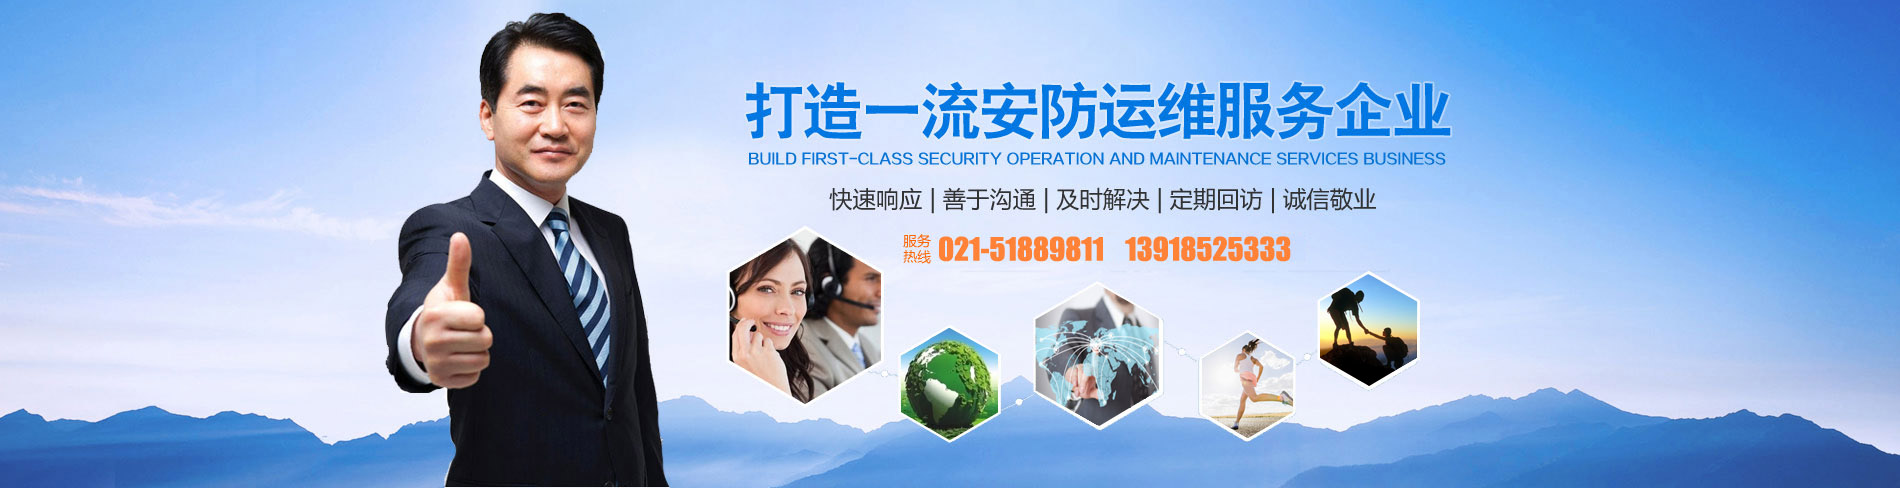 打造一流安防运维服务企业
BUILD FIRST-CLASS SECURITY OPERATION AND MAINTENANCE SERVICES BUSINESS
快速响应 | 善于沟通 | 及时解决 | 定期回访 | 诚信敬业
服务热线 021-51889811 13918525333